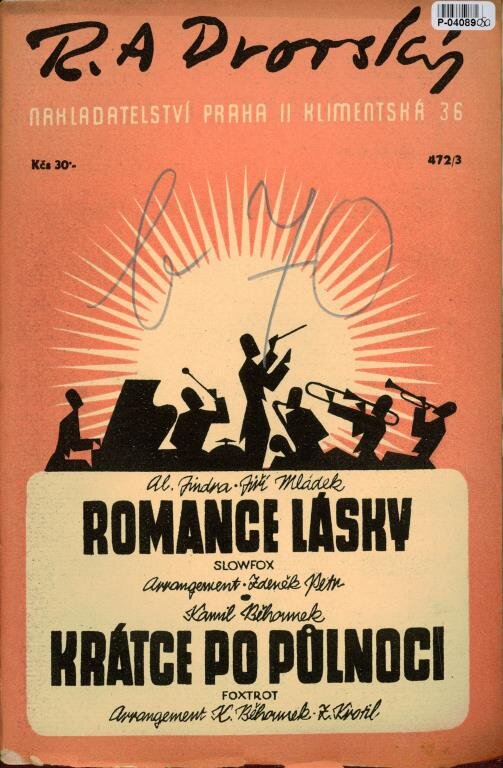 P-04089
R. A Dvorský
NAKLADATELSTVÍ PRAHA II KLIMENTSKÁ 36
Kčs 30·-
472/3
Al. Jindra · Jiří Mládek
ROMANCE LÁSKY
SLOWFOX
Arrangement · Zdeněk Petr
Kamil Běhounek
KRÁTCE PO PŮLNOCI
FOXTROT
Arrangement K. Běhounek · Z. Krotil